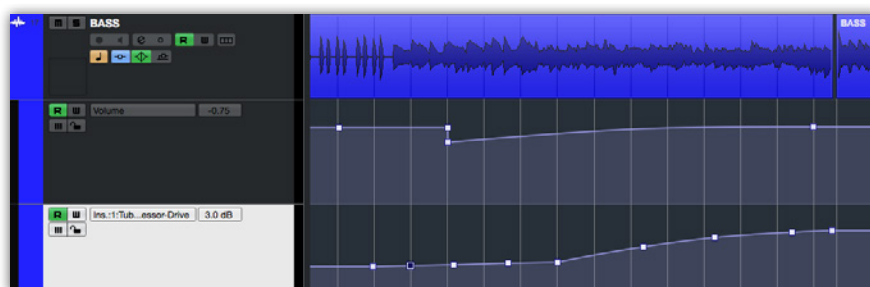 m S BASS
BASS
e
R W
R W Volume -0.75
R W Ins.:1:Tub...essor-Drive 3.0 dB